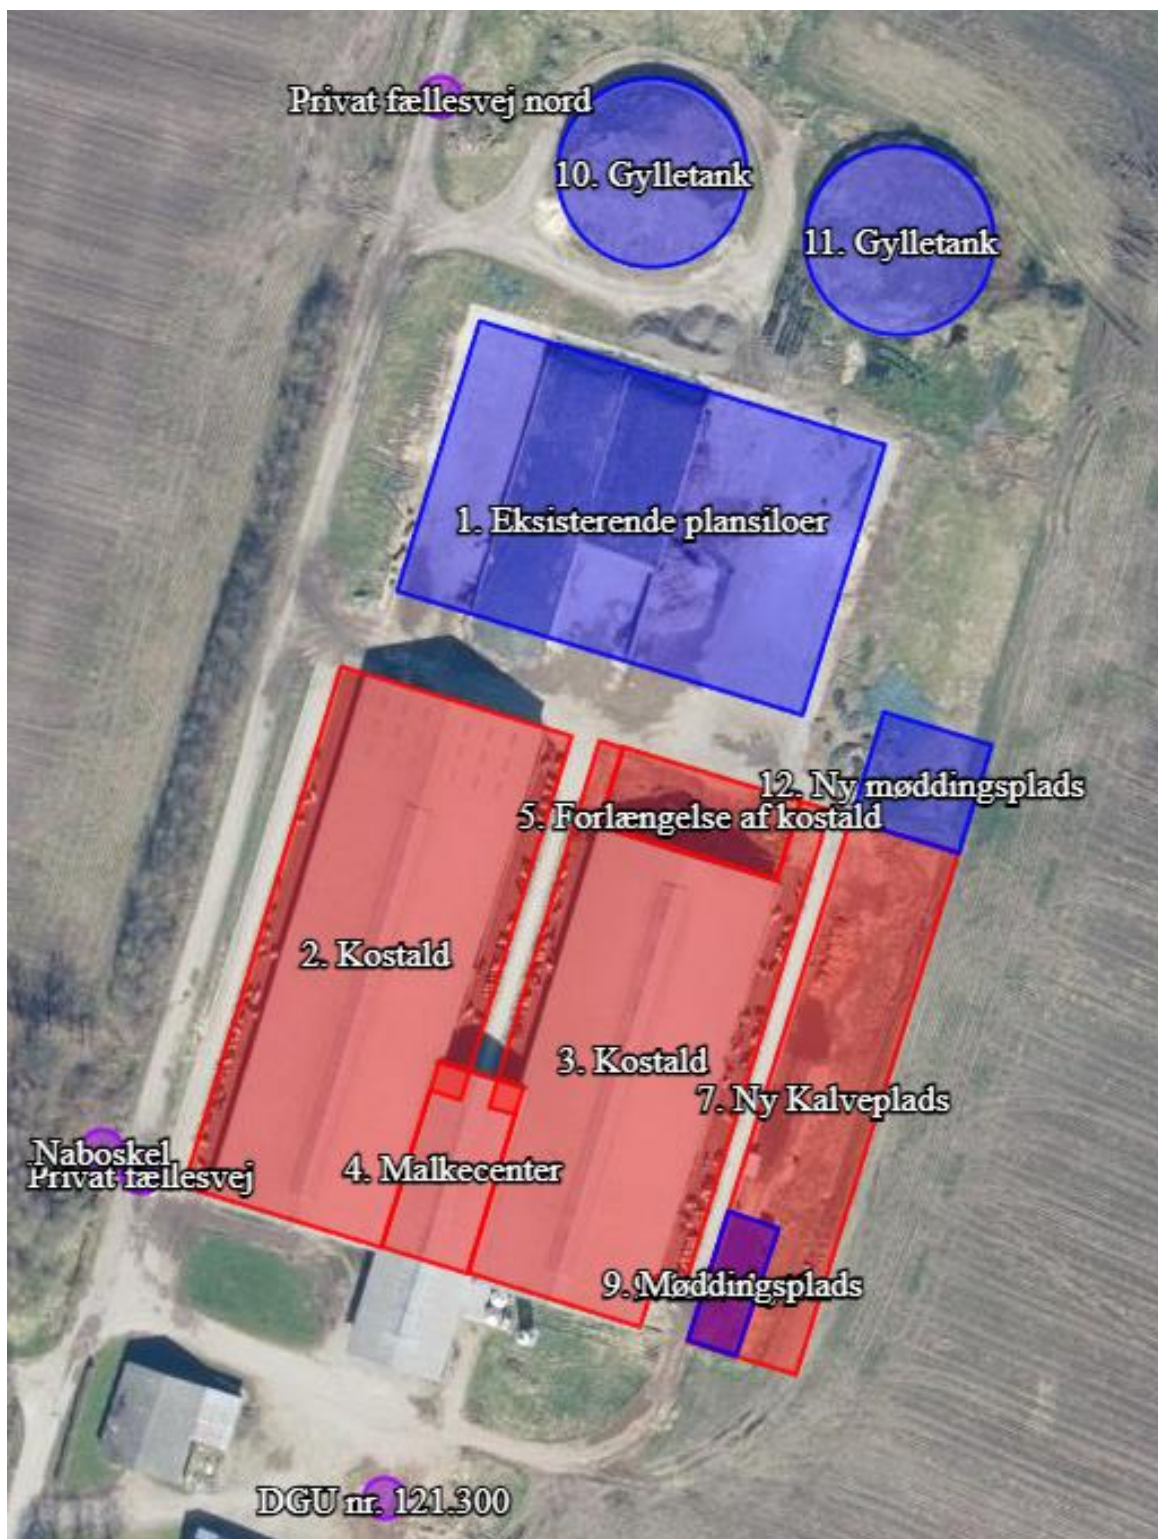 Privat fællesvej nord
10. Gylletank
11. Gylletank
1. Eksisterende plansiloer
12. Ny møddingsplads
5. Forlængelse af kostald
2. Kostald
3. Kostald
7. Ny Kalveplads
Naboskel
Privat fællesvej
4. Malkecenter
9. Møddingsplads
DGU nr. 121.300